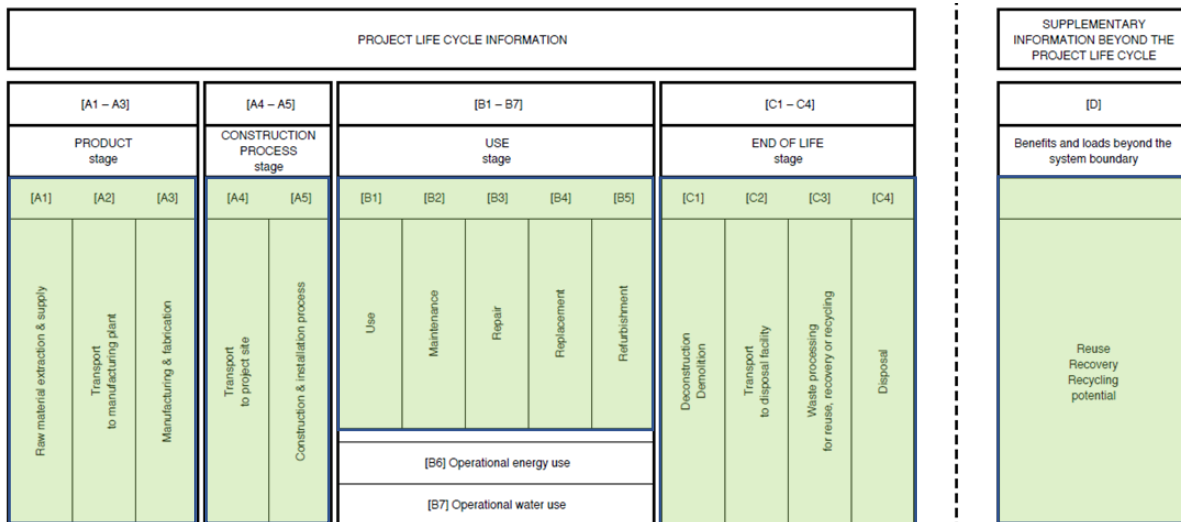 PROJECT LIFE CYCLE INFORMATION
SUPPLEMENTARY
INFORMATION BEYOND THE
PROJECT LIFE CYCLE
[A1 – A3]
[A4 – A5]
[B1 – B7]
[C1 – C4]
[D]
PRODUCT
stage
CONSTRUCTION
PROCESS
stage
USE
stage
END OF LIFE
stage
Benefits and loads beyond the
system boundary
[A1]
[A2]
[A3]
[A4]
[A5]
[B1]
[B2]
[B3]
[B4]
[B5]
[C1]
[C2]
[C3]
[C4]
Raw material extraction & supply
Transport
to manufacturing plant
Manufacturing & fabrication
Transport
to project site
Construction & installation process
Use
Maintenance
Repair
Replacement
Refurbishment
Deconstruction
Demolition
Transport
to disposal facility
Waste processing
for reuse, recovery or recycling
Disposal
Reuse
Recovery
Recycling
potential
[B6] Operational energy use
[B7] Operational water use